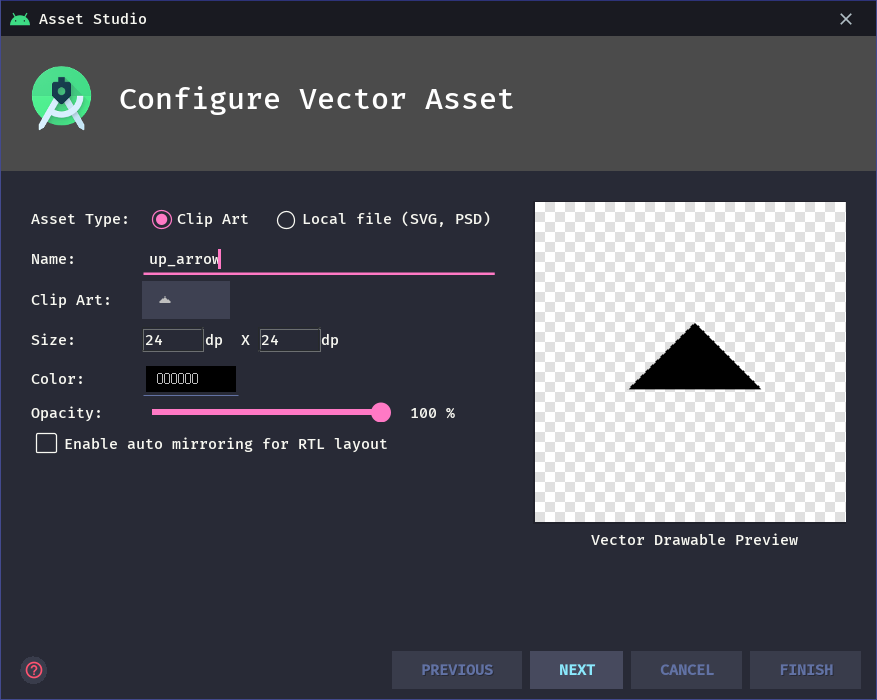 Asset Studio
Configure Vector Asset
Asset Type: Clip Art Local file (SVG, PSD)
Name: up_arrow
Clip Art:
Size: 24 dp X 24 dp
Color: 000000
Opacity: 100 %
Enable auto mirroring for RTL layout
Vector Drawable Preview
? PREVIOUS NEXT CANCEL FINISH